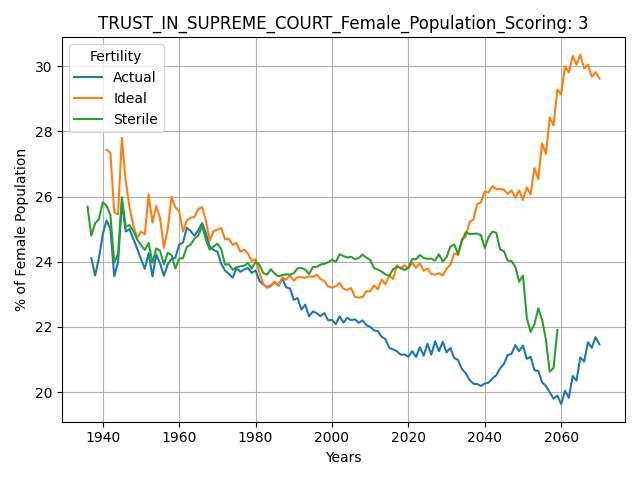 TRUST_IN_SUPREME_COURT_Female_Population_Scoring: 3
Fertility
Actual
Ideal
Sterile
% of Female Population
30
28
26
24
22
20
1940 1960 1980 2000 2020 2040 2060
Years